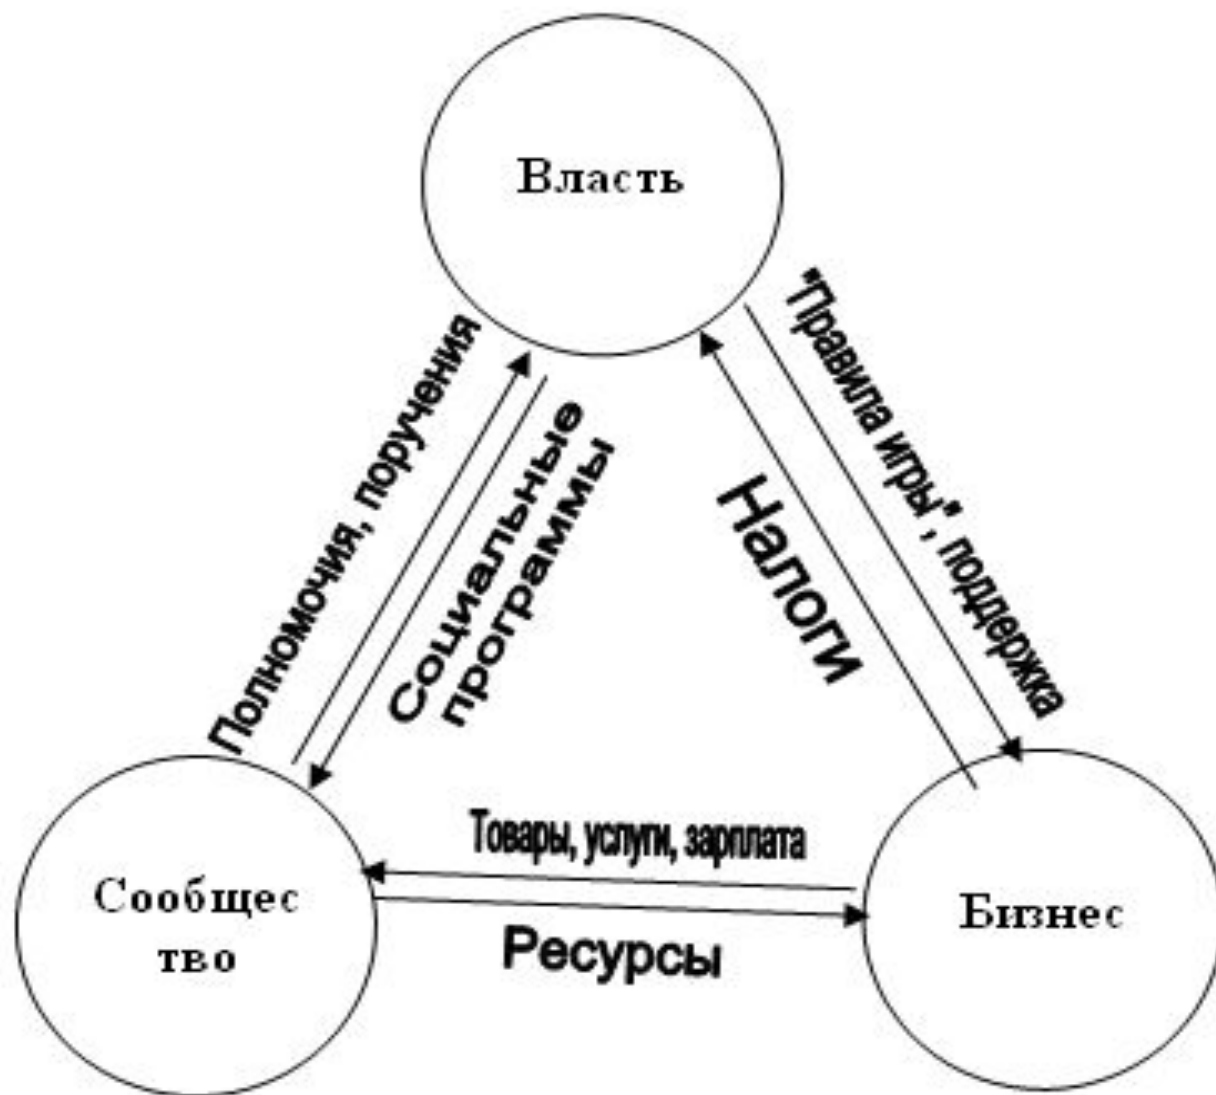 Власть
"Правила игры", поддержка
Полномочия, поручения
Социальные
программы
Налоги
Товары, услуги, зарплата
Ресурсы
Сообщес
тво
Бизнес